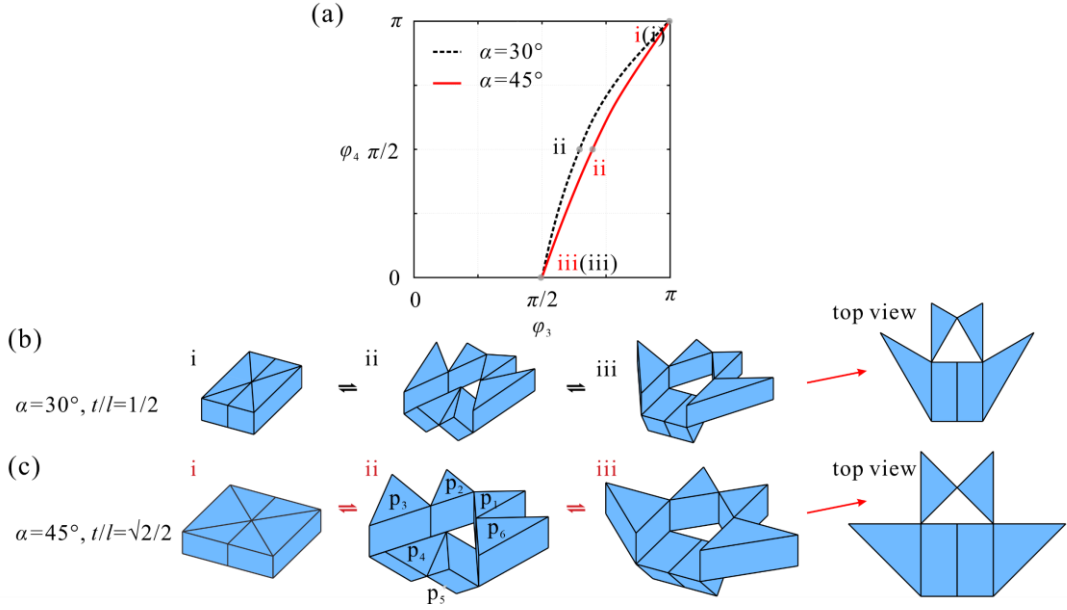 (a)
π
i(i)
α=30°
α=45°
ii
φ₄ π/2
ii
iii(iii)
0
0
π/2
π
φ₃
(b)
i
ii
iii
top view
α=30°, t/l=1/2
(c)
i
ii
iii
top view
p₂
p₃
p₁
p₆
α=45°, t/l=√2/2
p₄
p₅